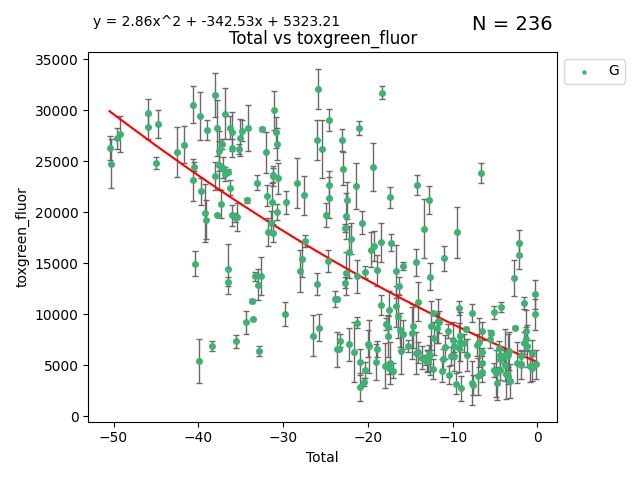 y = 2.86x^2 + -342.53x + 5323.21
N = 236
Total vs toxgreen_fluor
35000
30000
25000
20000
15000
10000
5000
0
toxgreen_fluor
−50 −40 −30 −20 −10 0
Total
G